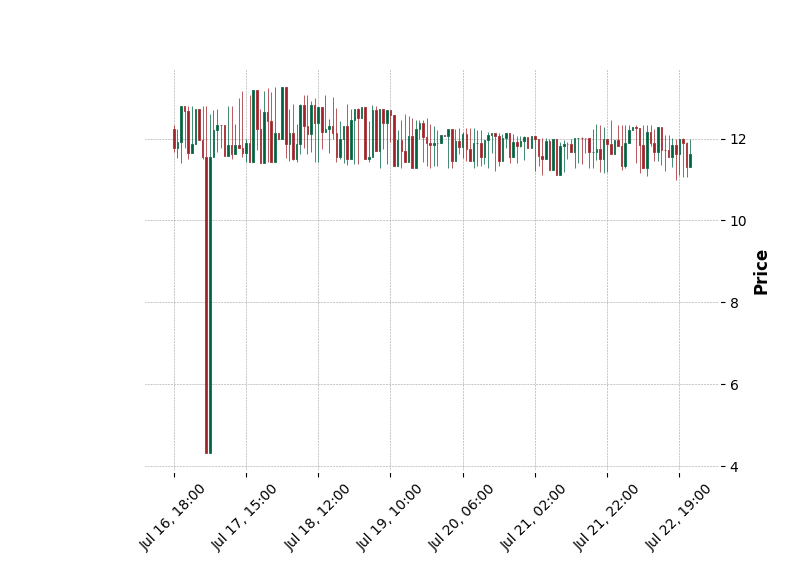 12
10
8
6
4
Price
Jul 16, 18:00
Jul 17, 15:00
Jul 18, 12:00
Jul 19, 10:00
Jul 20, 06:00
Jul 21, 02:00
Jul 21, 22:00
Jul 22, 19:00